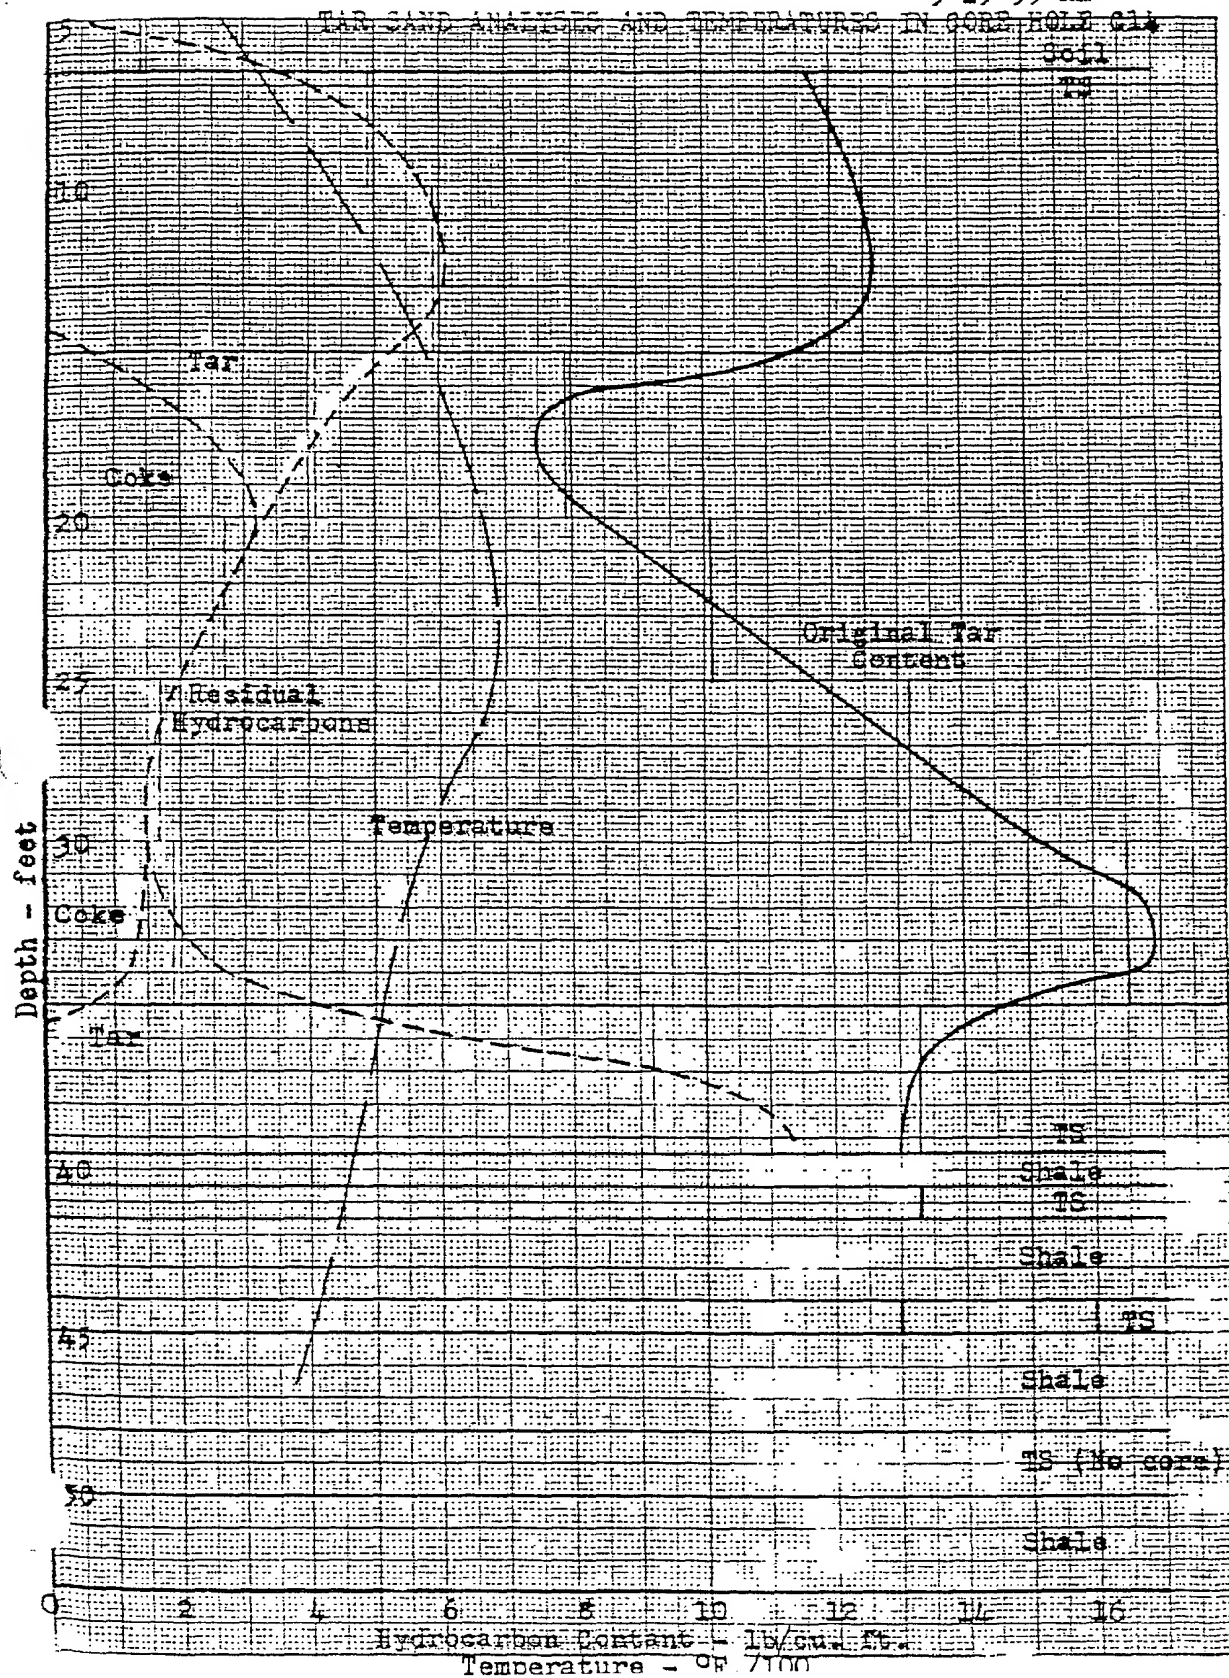 TAR SAND ANALYSES AND TEMPERATURES IN CORE HOLE
Soil
TS
5
10
Tar
Coke
20
Original Tar
Content
25
Residual
Hydrocarbons
Temperature
30
Depth - feet
Coke
Tar
TS
40
Shale
TS
Shale
45
TS
Shale
TS (No core)
50
Shale
0 2 4 6 8 10 12 14 16
Hydrocarbon Content - lb/cu. ft.
Temperature - °F /100